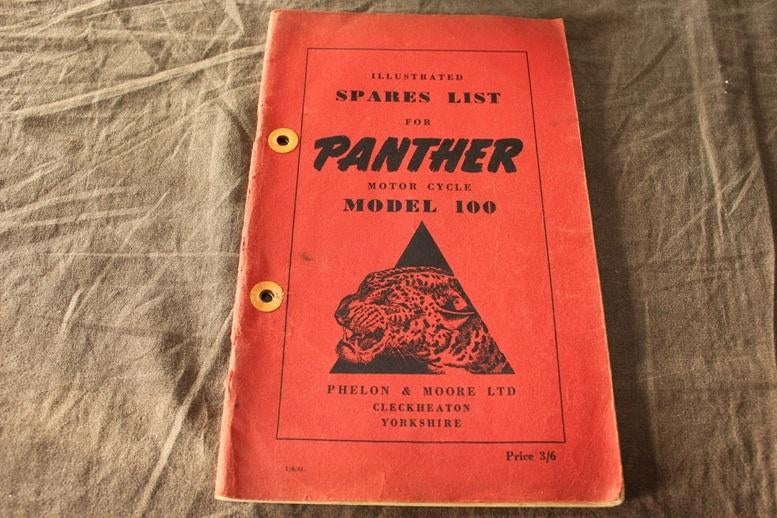 ILLUSTRATED
SPARES LIST
FOR
PANTHER
MOTOR CYCLE
MODEL 100
PHELON & MOORE LTD
CLECKHEATON
YORKSHIRE
Price 3/6